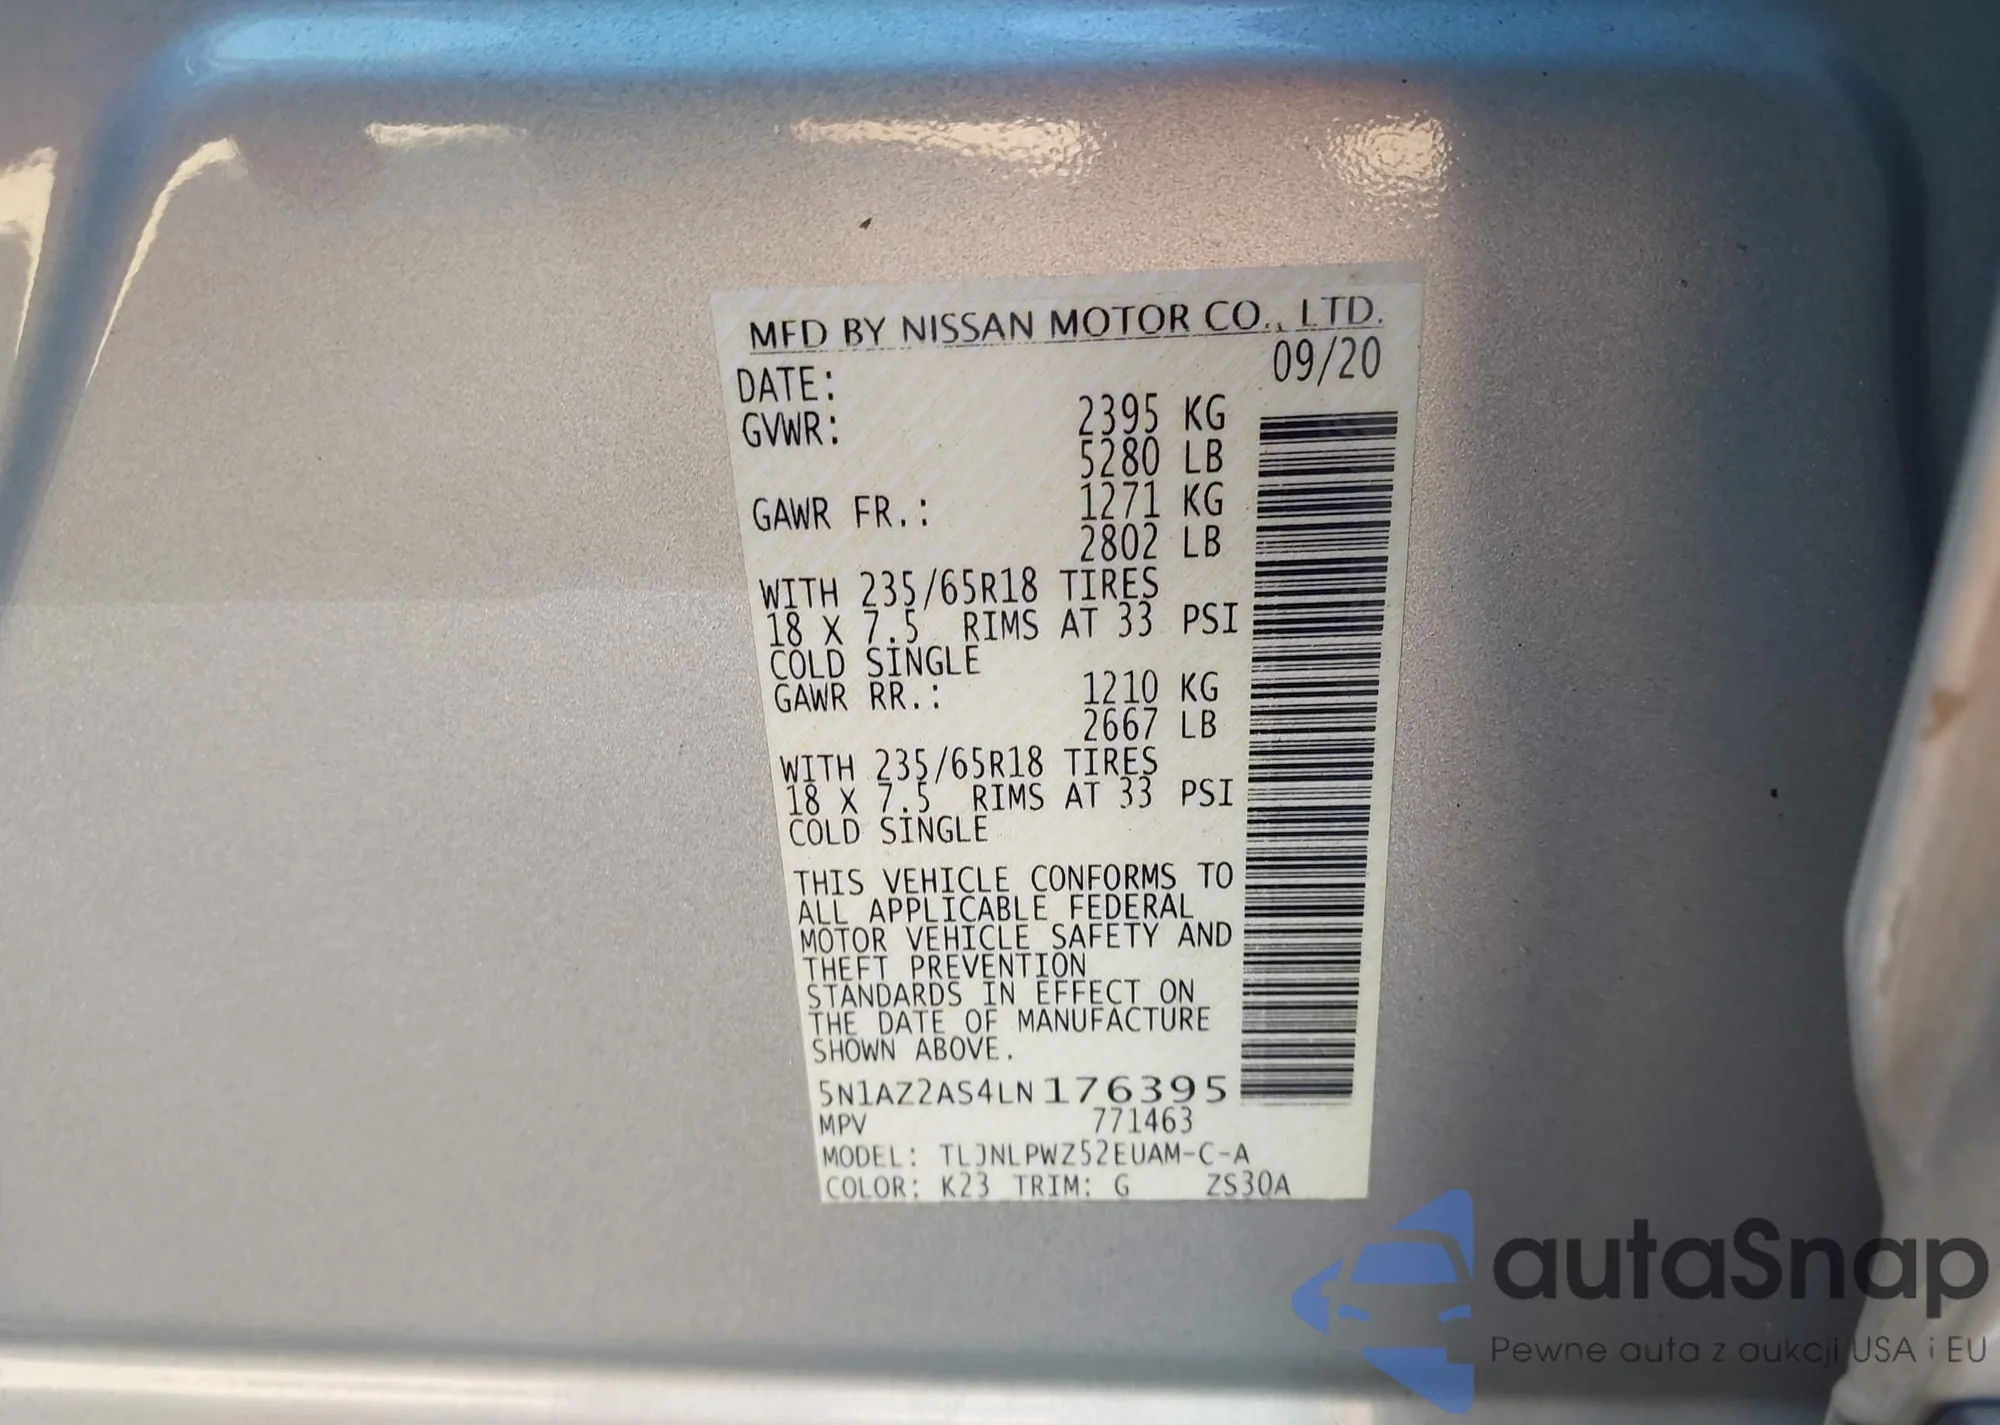 MFD BY NISSAN MOTOR CO., LTD.
DATE: 09/20
GVWR: 2395 KG
5280 LB
GAWR FR.: 1271 KG
2802 LB
WITH 235/65R18 TIRES
18 X 7.5 RIMS AT 33 PSI
COLD SINGLE
GAWR RR.: 1210 KG
2667 LB
WITH 235/65R18 TIRES
18 X 7.5 RIMS AT 33 PSI
COLD SINGLE
THIS VEHICLE CONFORMS TO
ALL APPLICABLE FEDERAL
MOTOR VEHICLE SAFETY AND
THEFT PREVENTION
STANDARDS IN EFFECT ON
THE DATE OF MANUFACTURE
SHOWN ABOVE.
5N1AZ2AS4LN176395
MPV 771463
MODEL: TLJNLPWZ52EUAM-C-A
COLOR: K23 TRIM: G ZS30A
autaSnap
Pewne auta z aukcji USA i EU